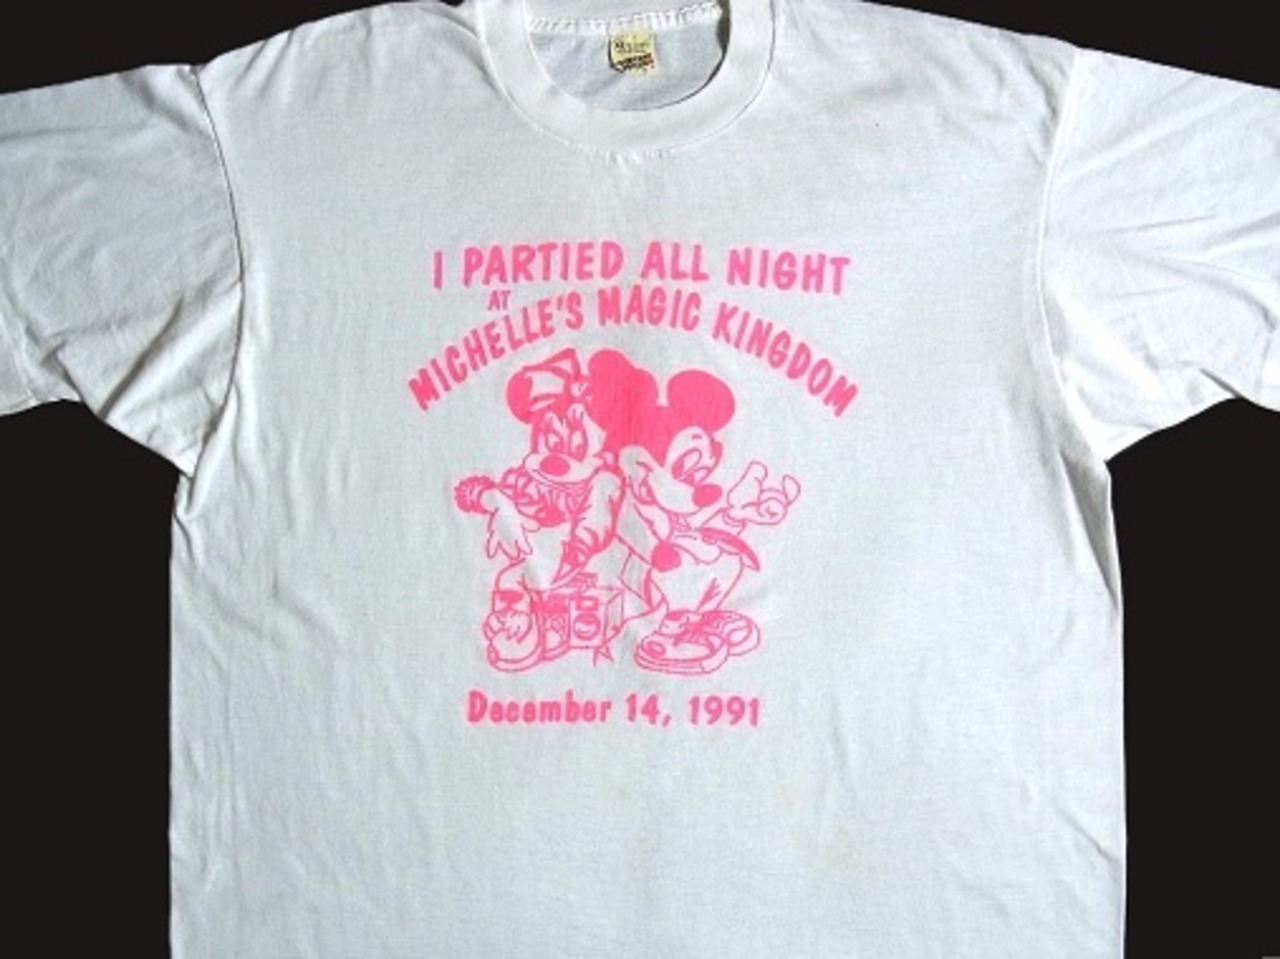 I PARTIED ALL NIGHT
AT
MICHELLE'S MAGIC KINGDOM
December 14, 1991